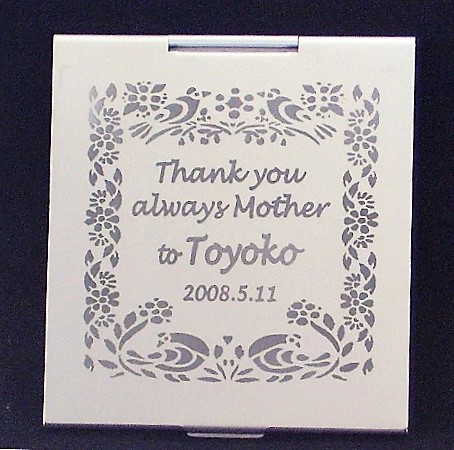 Thank you
always Mother
to Toyoko
2008.5.11